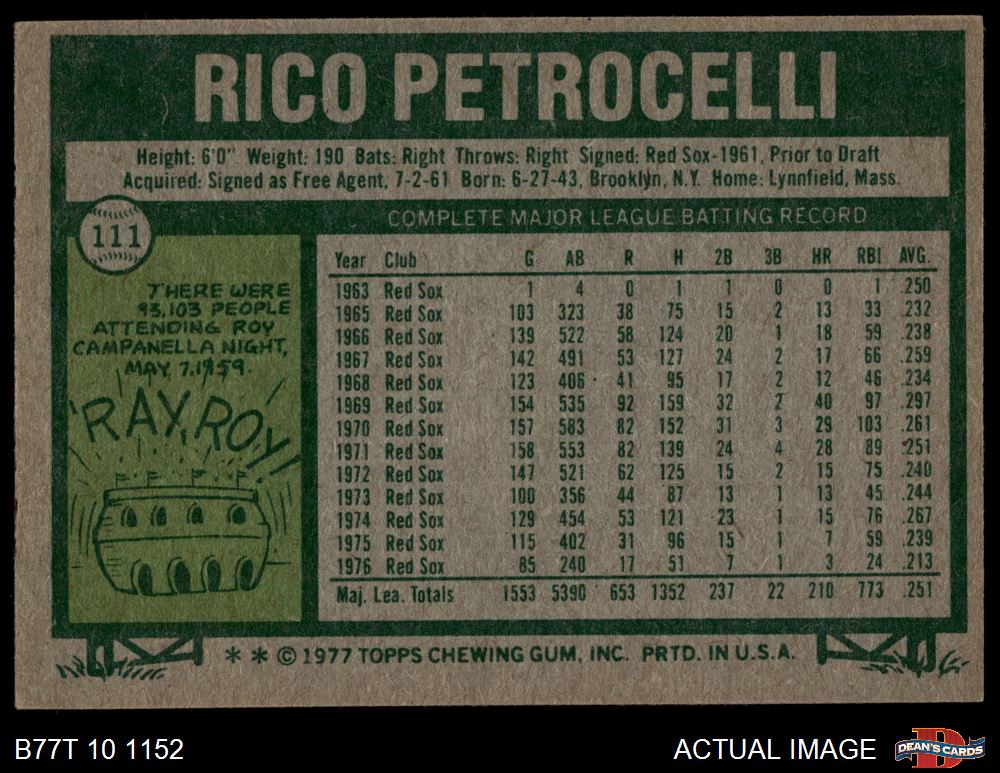 RICO PETROCELLI
Height: 6'0" Weight: 190 Bats: Right Throws: Right Signed: Red Sox-1961, Prior to Draft
Acquired: Signed as Free Agent, 7-2-61 Born: 6-27-43, Brooklyn, N.Y. Home: Lynnfield, Mass.
111
COMPLETE MAJOR LEAGUE BATTING RECORD
THERE WERE
93,103 PEOPLE
ATTENDING ROY
CAMPANELLA NIGHT,
MAY 7, 1959.
'RAY, ROY!
Year Club G AB R H 2B 3B HR RBI AVG.
1963 Red Sox 1 4 0 1 1 0 0 1 .250
1965 Red Sox 103 323 38 75 15 2 13 33 .232
1966 Red Sox 139 522 58 124 20 1 18 59 .238
1967 Red Sox 142 491 53 127 24 2 17 66 .259
1968 Red Sox 123 406 41 95 17 2 12 46 .234
1969 Red Sox 154 535 92 159 32 2 40 97 .297
1970 Red Sox 157 583 82 152 31 3 29 103 .261
1971 Red Sox 158 553 82 139 24 4 28 89 .251
1972 Red Sox 147 521 62 125 15 2 15 75 .240
1973 Red Sox 100 356 44 87 13 1 13 45 .244
1974 Red Sox 129 454 53 121 23 1 15 76 .267
1975 Red Sox 115 402 31 96 15 1 7 59 .239
1976 Red Sox 85 240 17 51 7 1 3 24 .213
Maj. Lea. Totals 1553 5390 653 1352 237 22 210 773 .251
* * © 1977 TOPPS CHEWING GUM, INC. PRTD. IN U.S.A.
B77T 10 1152
ACTUAL IMAGE
D
DEAN'S CARDS